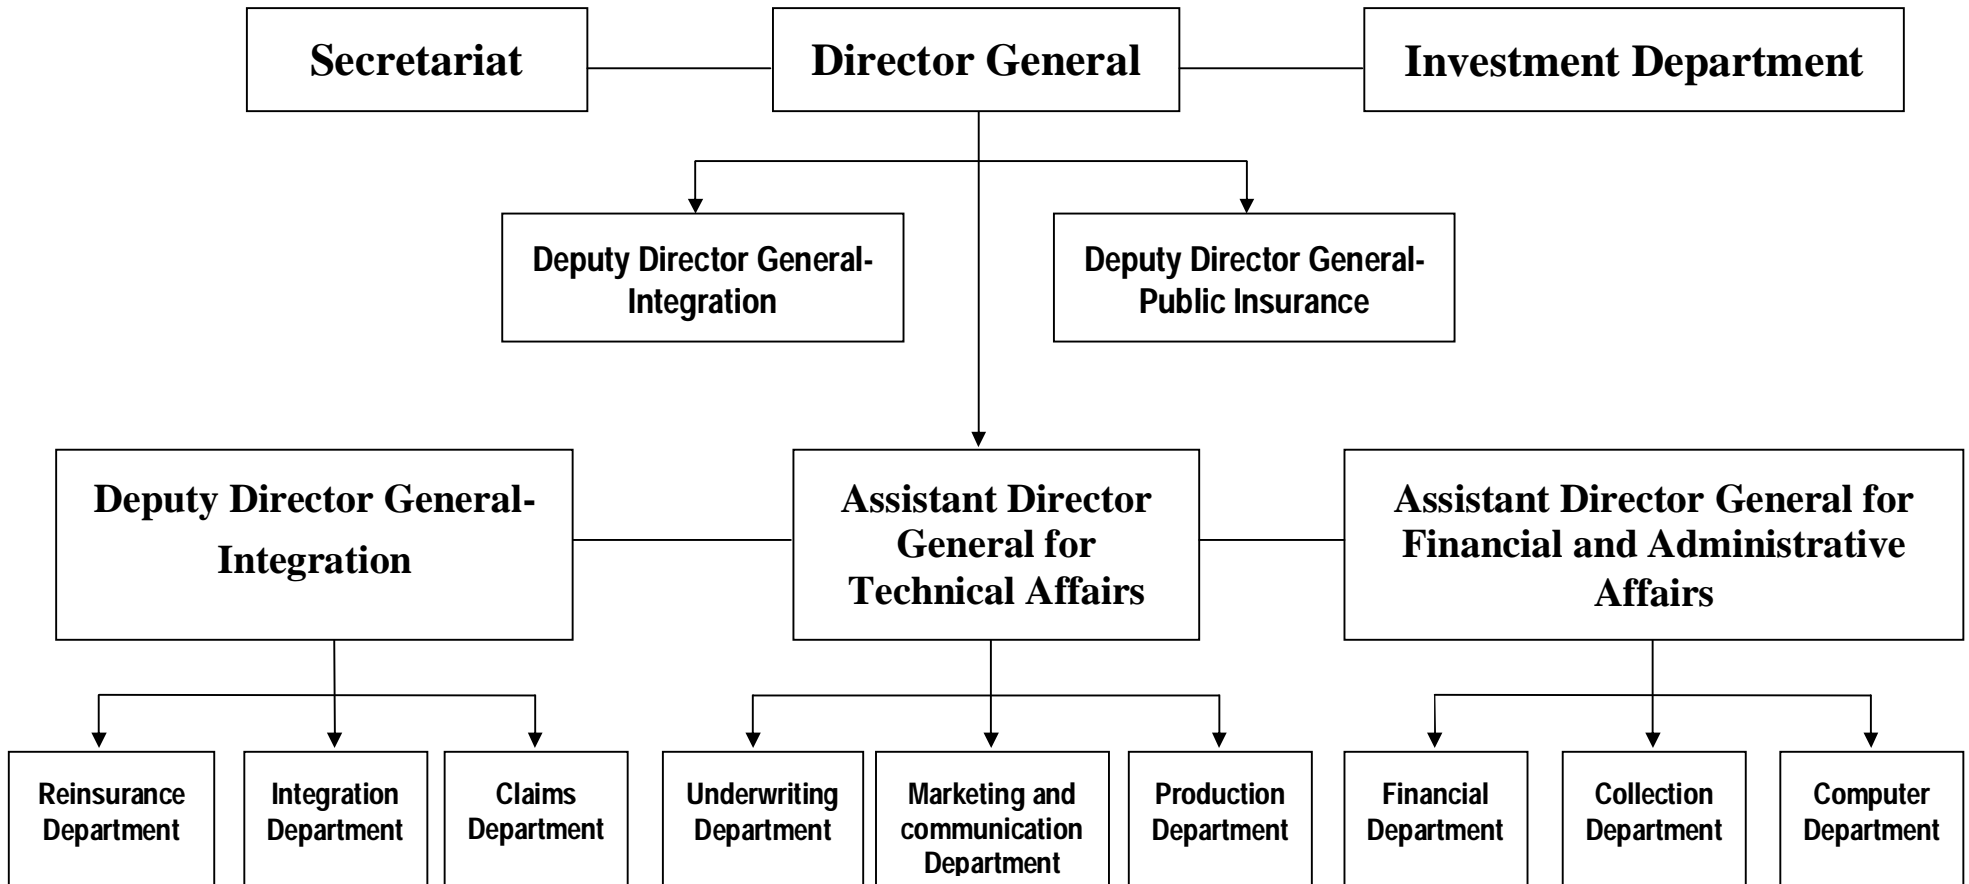 Secretariat
Director General
Investment Department
Deputy Director General-
Integration
Deputy Director General-
Public Insurance
Deputy Director General-
Integration
Assistant Director
General for
Technical Affairs
Assistant Director General for
Financial and Administrative
Affairs
Reinsurance
Department
Integration
Department
Claims
Department
Underwriting
Department
Marketing and
communication
Department
Production
Department
Financial
Department
Collection
Department
Computer
Department